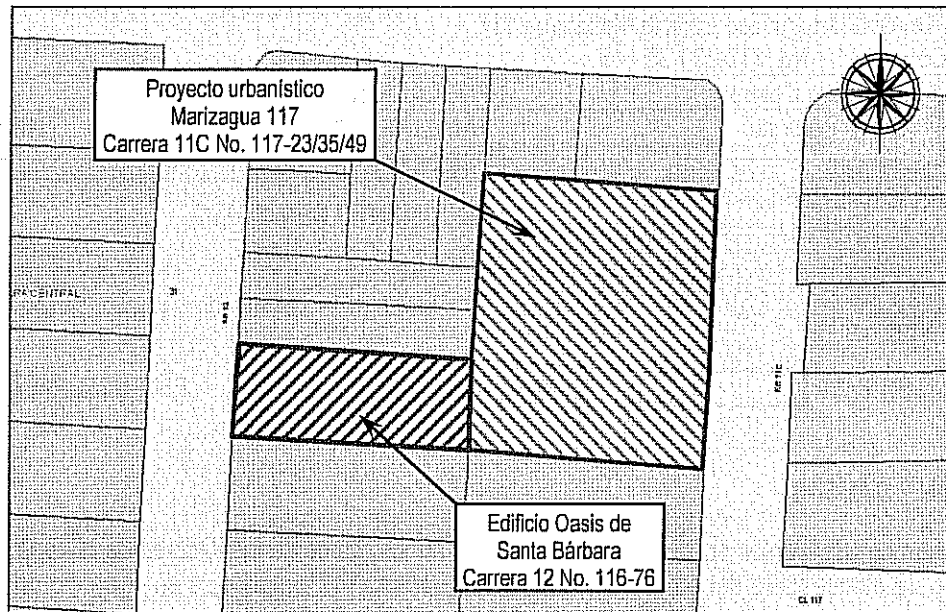 Proyecto urbanístico
Marizagua 117
Carrera 11C No. 117-23/35/49
CENTRAL
31
KR 12
KR 11C
Edificio Oasis de
Santa Bárbara
Carrera 12 No. 116-76
CL 117